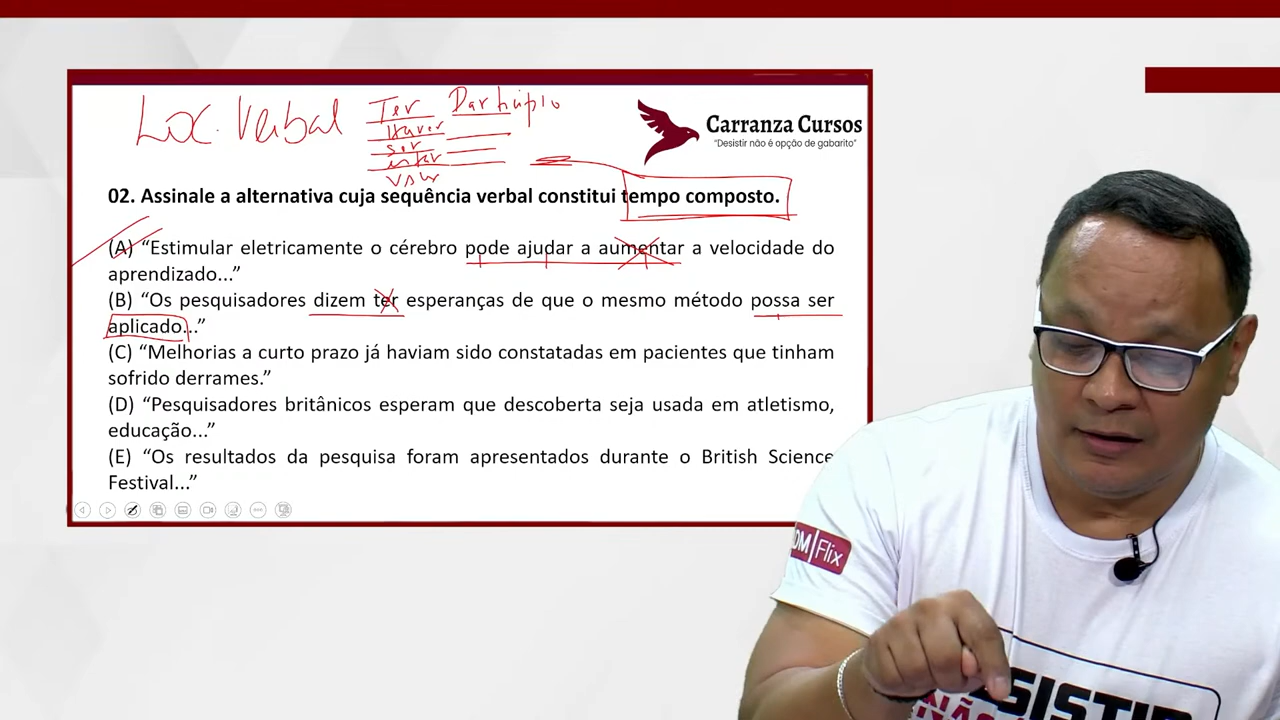 Loc. Verbal
Ter Particípio
Haver
ser
estar
Carranza Cursos
“Desistir não é opção de gabarito”
02. Assinale a alternativa cuja sequência verbal constitui tempo composto.
(A) “Estimular eletricamente o cérebro pode ajudar a aumentar a velocidade do
aprendizado...”
(B) “Os pesquisadores dizem ter esperanças de que o mesmo método possa ser
aplicado...”
(C) “Melhorias a curto prazo já haviam sido constatadas em pacientes que tinham
sofrido derrames.”
(D) “Pesquisadores britânicos esperam que descoberta seja usada em atletismo,
educação...”
(E) “Os resultados da pesquisa foram apresentados durante o British Science
Festival...”
Flix